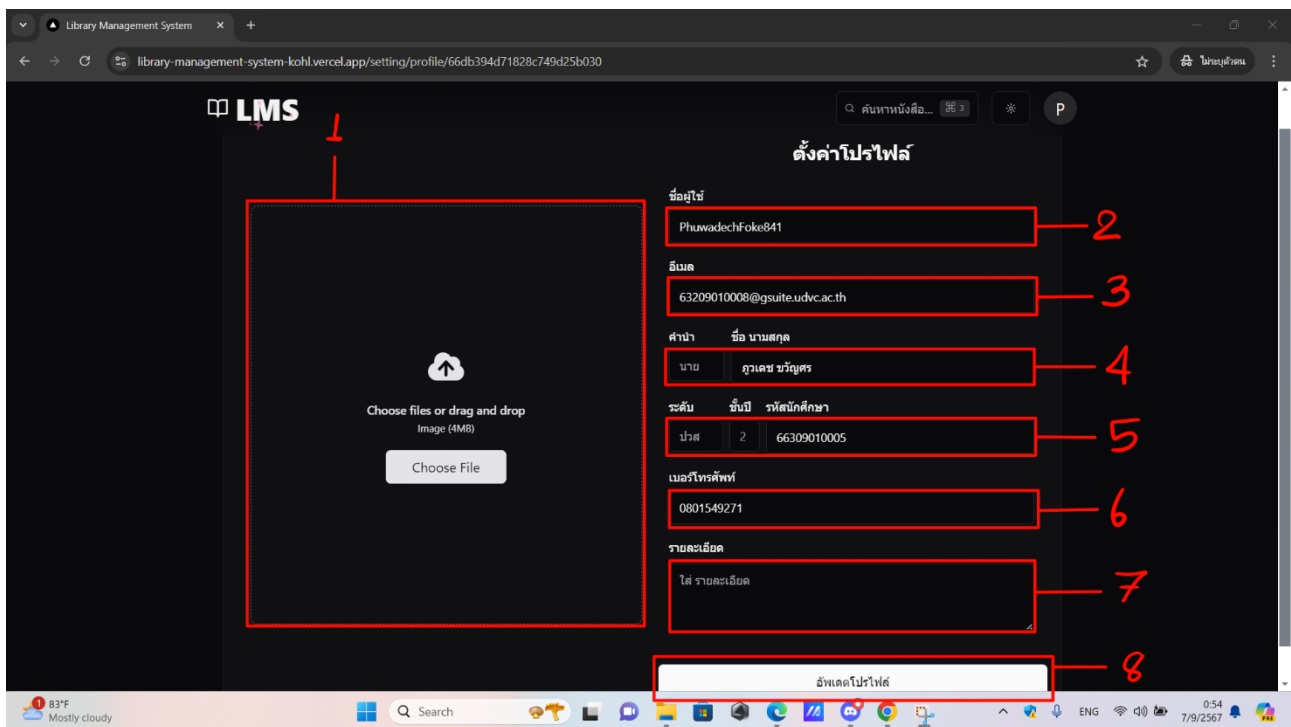 Library Management System
library-management-system-kohl.vercel.app/setting/profile/66db394d71828c749d25b030
ไม่ระบุตัวตน
LMS
ค้นหาหนังสือ... ⌘ J
P
1
ตั้งค่าโปรไฟล์
ชื่อผู้ใช้
PhuwadechFoke841
2
อีเมล
63209010008@gsuite.udvc.ac.th
3
คำนำ ชื่อ นามสกุล
นาย ภูวเดช ขวัญศร
4
ระดับ ชั้นปี รหัสนักศึกษา
ปวส 2 66309010005
5
Choose files or drag and drop
Image (4MB)
Choose File
เบอร์โทรศัพท์
0801549271
6
รายละเอียด
ใส่ รายละเอียด
7
อัพเดตโปรไฟล์
8
1
83°F
Mostly cloudy
Search
ENG
0:54
7/9/2567
PRE